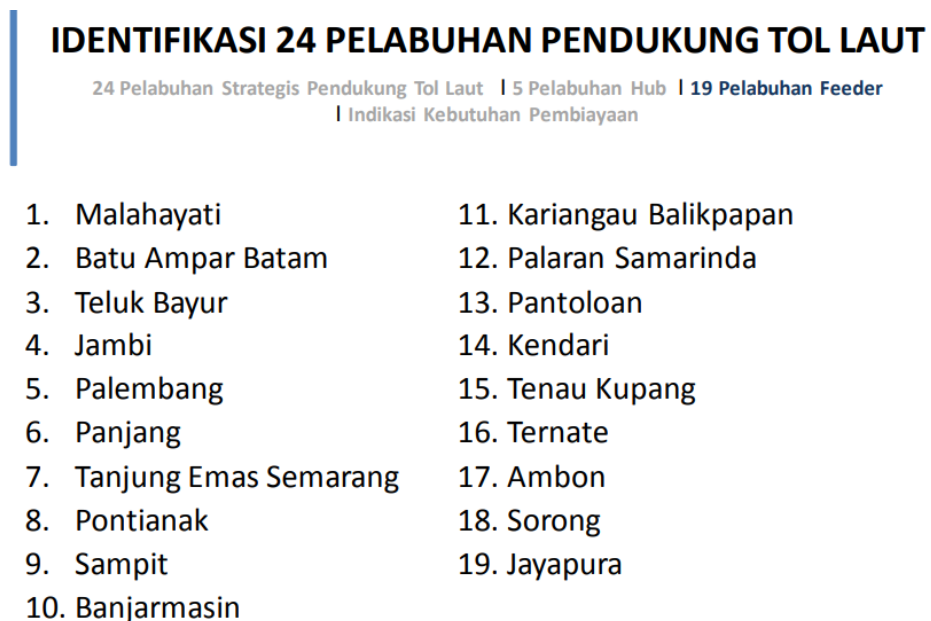 IDENTIFIKASI 24 PELABUHAN PENDUKUNG TOL LAUT
24 Pelabuhan Strategis Pendukung Tol Laut I 5 Pelabuhan Hub I 19 Pelabuhan Feeder
I Indikasi Kebutuhan Pembiayaan
1. Malahayati
2. Batu Ampar Batam
3. Teluk Bayur
4. Jambi
5. Palembang
6. Panjang
7. Tanjung Emas Semarang
8. Pontianak
9. Sampit
10. Banjarmasin
11. Kariangau Balikpapan
12. Palaran Samarinda
13. Pantoloan
14. Kendari
15. Tenau Kupang
16. Ternate
17. Ambon
18. Sorong
19. Jayapura